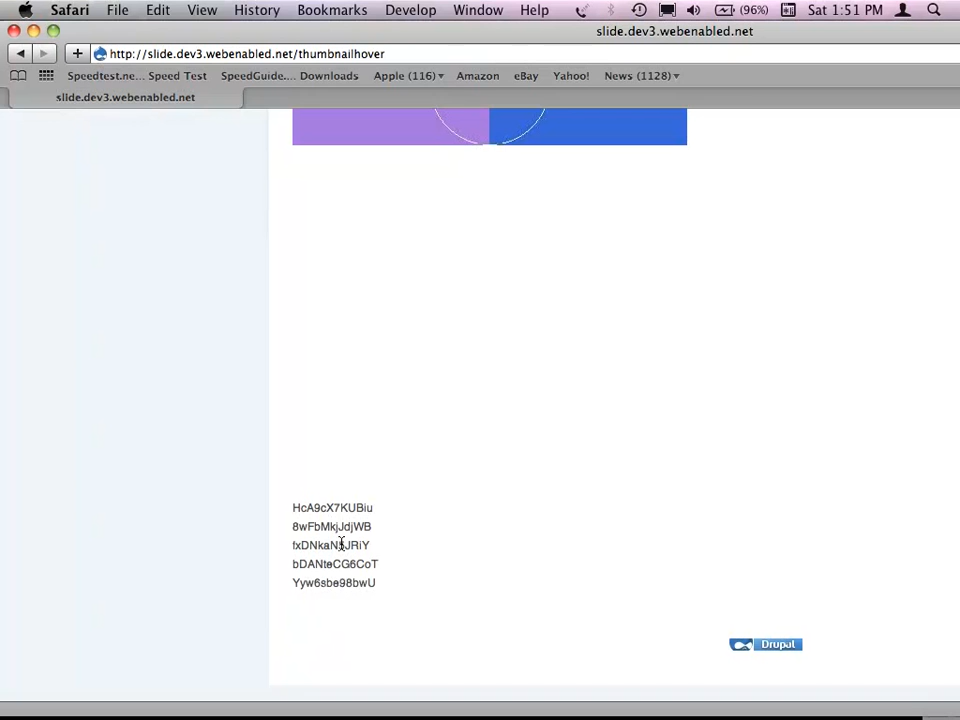 Safari File Edit View History Bookmarks Develop Window Help (96%) Sat 1:51 PM
slide.dev3.webenabled.net
http://slide.dev3.webenabled.net/thumbnailhover
Speedtest.ne... Speed Test SpeedGuide.... Downloads Apple (116) Amazon eBay Yahoo! News (1128)
slide.dev3.webenabled.net
HcA9cX7KUBiu
8wFbMkjJdjWB
bDANteCG6CoT
Yyw6sbe98bwU
Drupal